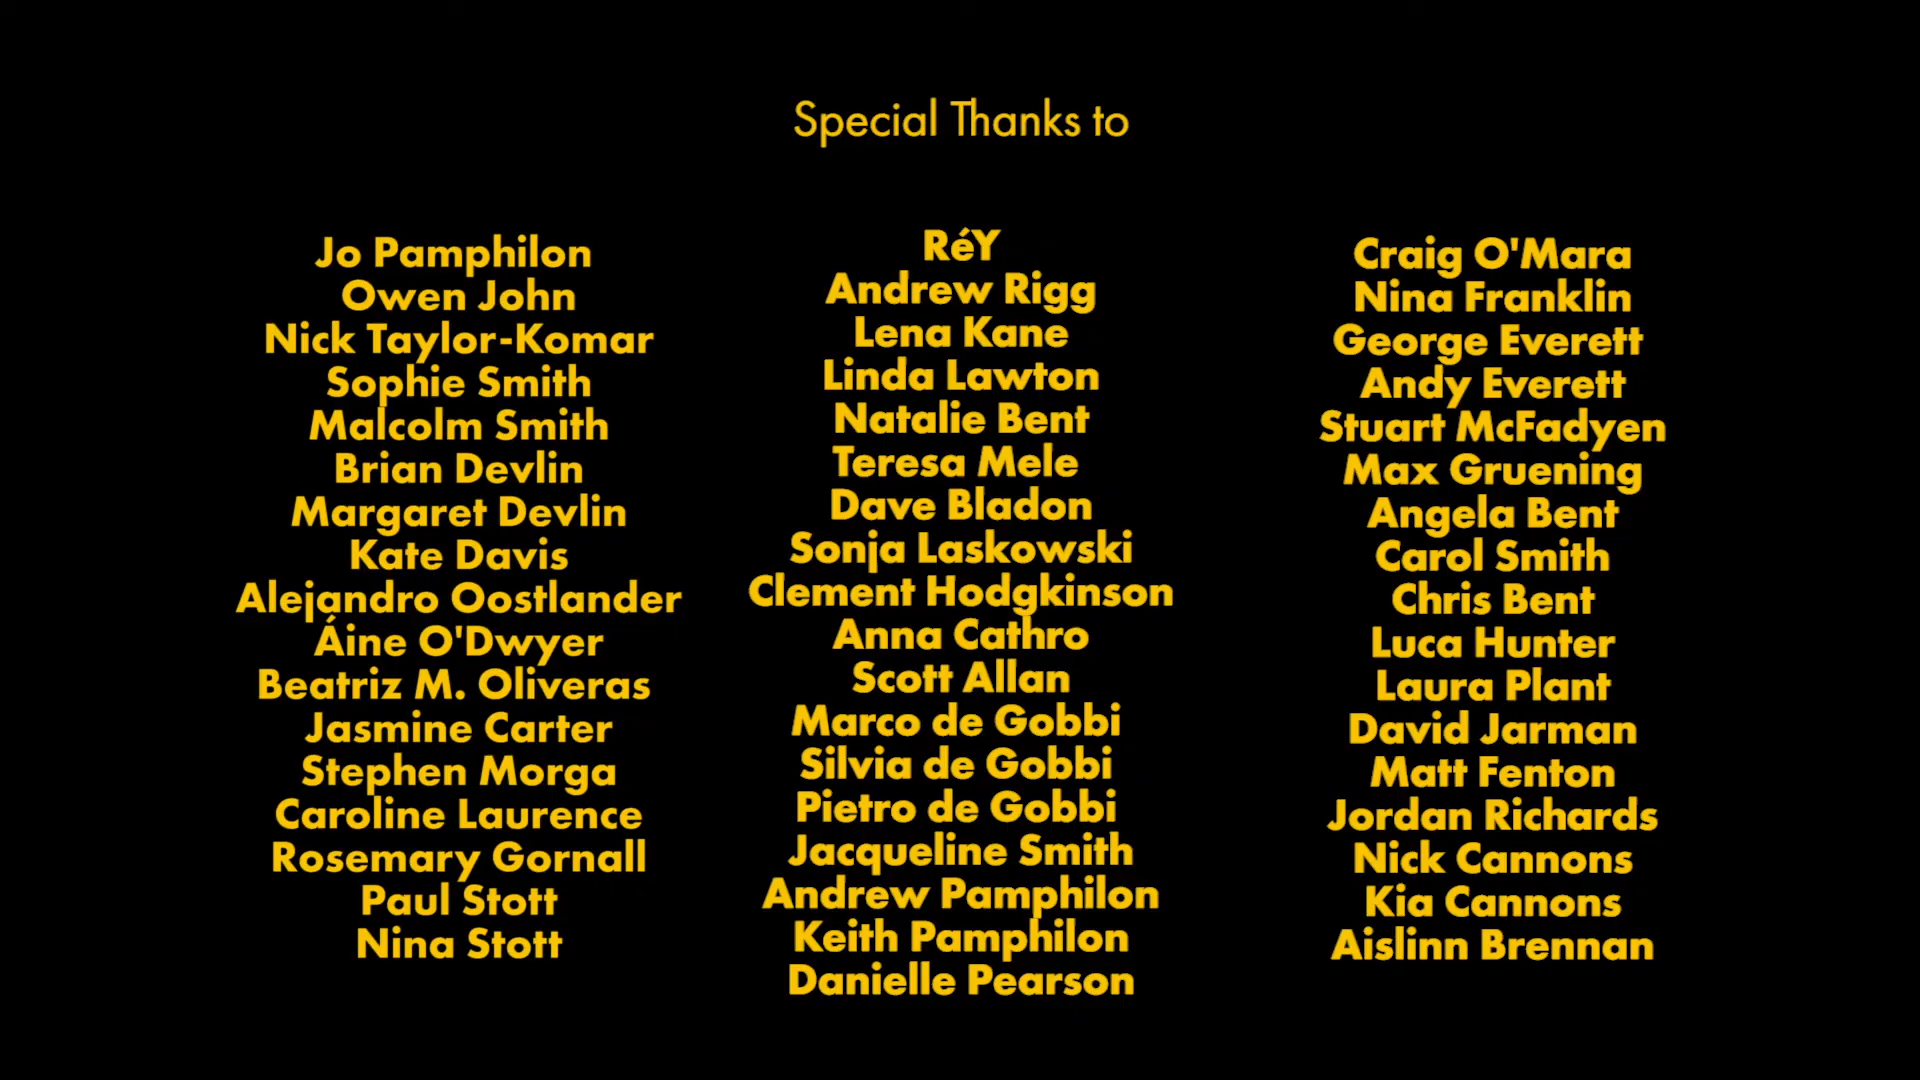 Special Thanks to
Jo Pamphilon
Owen John
Nick Taylor-Komar
Sophie Smith
Malcolm Smith
Brian Devlin
Margaret Devlin
Kate Davis
Alejandro Oostlander
Áine O'Dwyer
Beatriz M. Oliveras
Jasmine Carter
Stephen Morga
Caroline Laurence
Rosemary Gornall
Paul Stott
Nina Stott
RéY
Andrew Rigg
Lena Kane
Linda Lawton
Natalie Bent
Teresa Mele
Dave Bladon
Sonja Laskowski
Clement Hodgkinson
Anna Cathro
Scott Allan
Marco de Gobbi
Silvia de Gobbi
Pietro de Gobbi
Jacqueline Smith
Andrew Pamphilon
Keith Pamphilon
Danielle Pearson
Craig O'Mara
Nina Franklin
George Everett
Andy Everett
Stuart McFadyen
Max Gruening
Angela Bent
Carol Smith
Chris Bent
Luca Hunter
Laura Plant
David Jarman
Matt Fenton
Jordan Richards
Nick Cannons
Kia Cannons
Aislinn Brennan